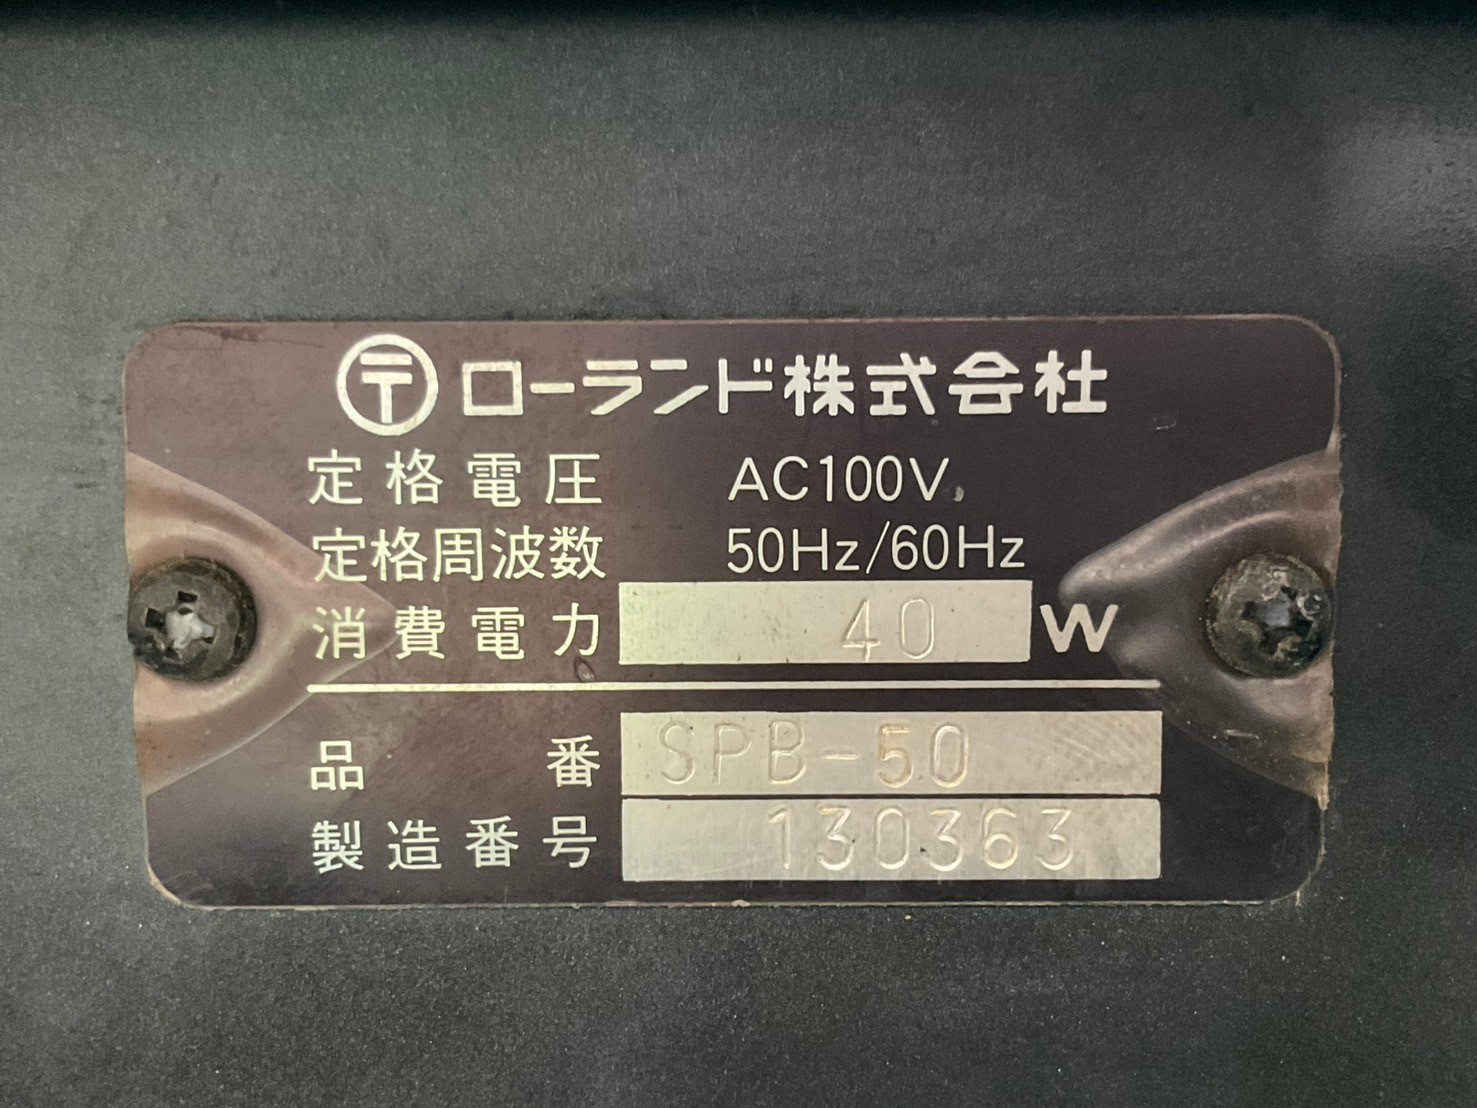 〒 ローランド株式会社
定格電圧 AC100V
定格周波数 50Hz/60Hz
消費電力 40 W
品番 SPB-50
製造番号 130363